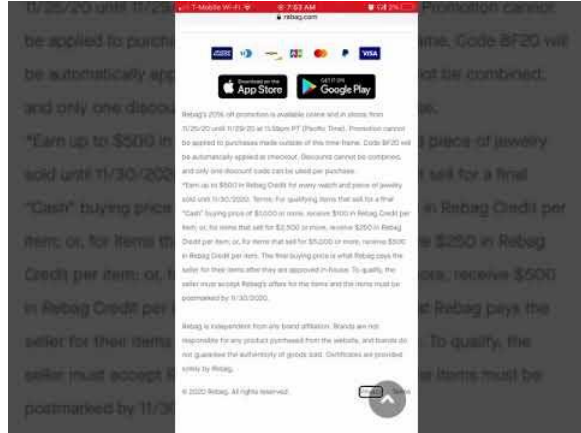 T-Mobile Wi-Fi 7:53 AM 2%
rebag.com
VISA
Download on the App Store GET IT ON Google Play
Rebag's 20% off promotion is available online and in stores from
11/25/20 until 11/29/20 at 11:59pm PT (Pacific Time). Promotion cannot
be applied to purchases made outside of this time frame. Code BF20 will
be automatically applied at checkout. Discounts cannot be combined,
and only one discount code can be used per purchase.
*Earn up to $500 in Rebag Credit for every watch and piece of jewelry
sold until 11/30/2020. Terms: For qualifying items that sell for a final
"Cash" buying price of $1,000 or more, receive $100 in Rebag Credit per
item; or, for items that sell for $2,500 or more, receive $250 in Rebag
Credit per item; or, for items that sell for $5,000 or more, receive $500
in Rebag Credit per item. The final buying price is what Rebag pays the
seller for their items after they are approved in-house. To qualify, the
seller must accept Rebag's offers for the items and the items must be
postmarked by 11/30/2020.
Rebag is independent from any brand affiliation. Brands are not
responsible for any product purchased from the website, and brands do
not guarantee the authenticity of goods sold. Certificates are provided
solely by Rebag.
© 2020 Rebag. All rights reserved. Privacy Terms